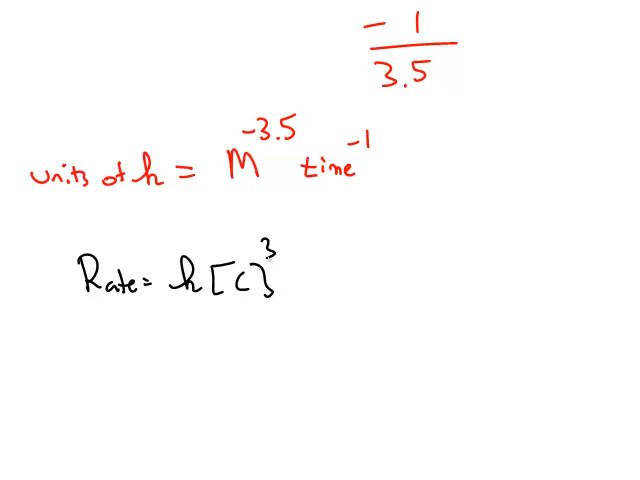 - 1
3.5
units of k = M^-3.5 time^-1
Rate = k [C]^3